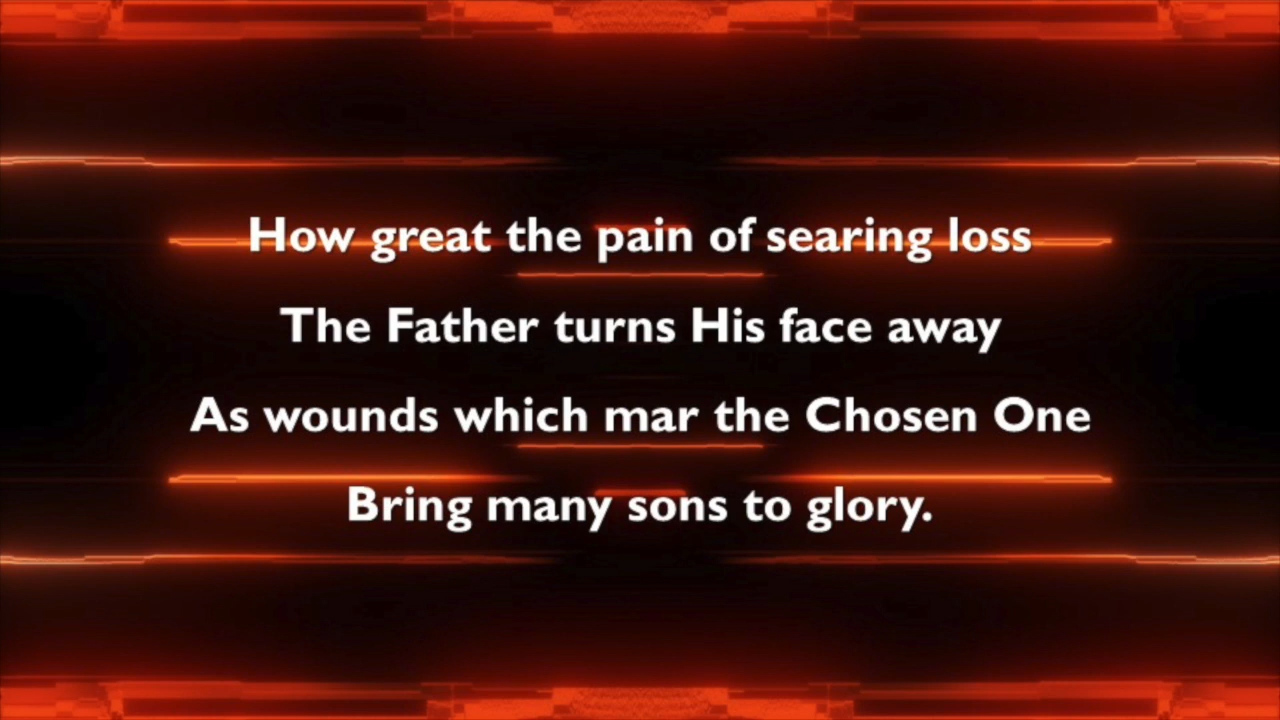 How great the pain of searing loss
The Father turns His face away
As wounds which mar the Chosen One
Bring many sons to glory.